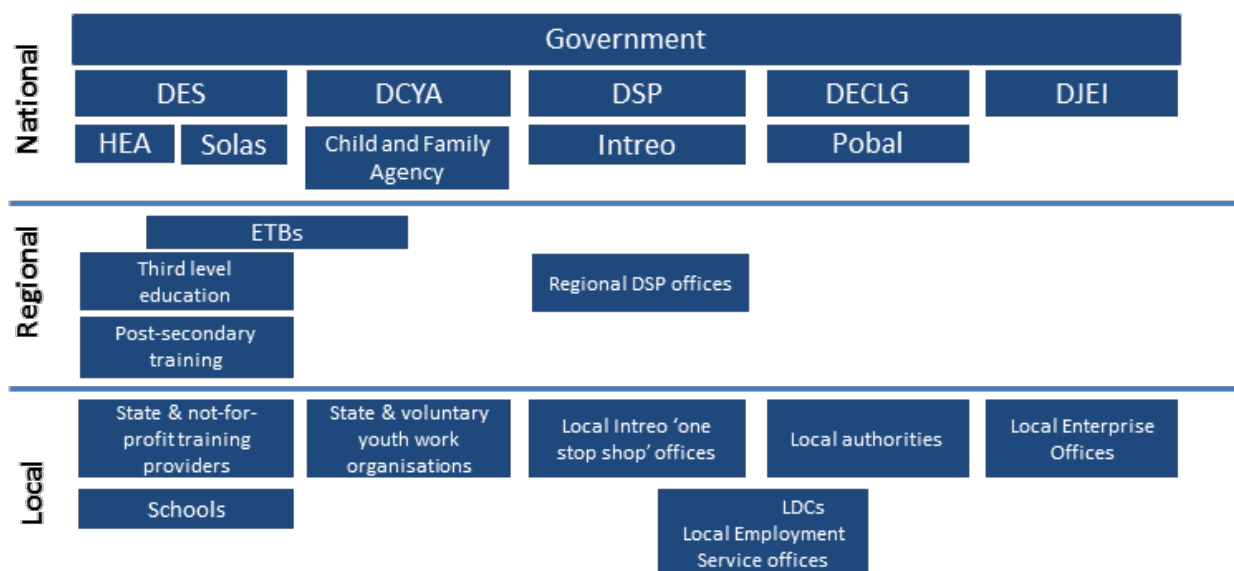 National
Government
DES
DCYA
DSP
DECLG
DJEI
HEA
Solas
Child and Family
Agency
Intreo
Pobal
Regional
ETBs
Third level
education
Regional DSP offices
Post-secondary
training
Local
State & not-for-
profit training
providers
State & voluntary
youth work
organisations
Local Intreo ‘one
stop shop’ offices
Local authorities
Local Enterprise
Offices
Schools
LDCs
Local Employment
Service offices